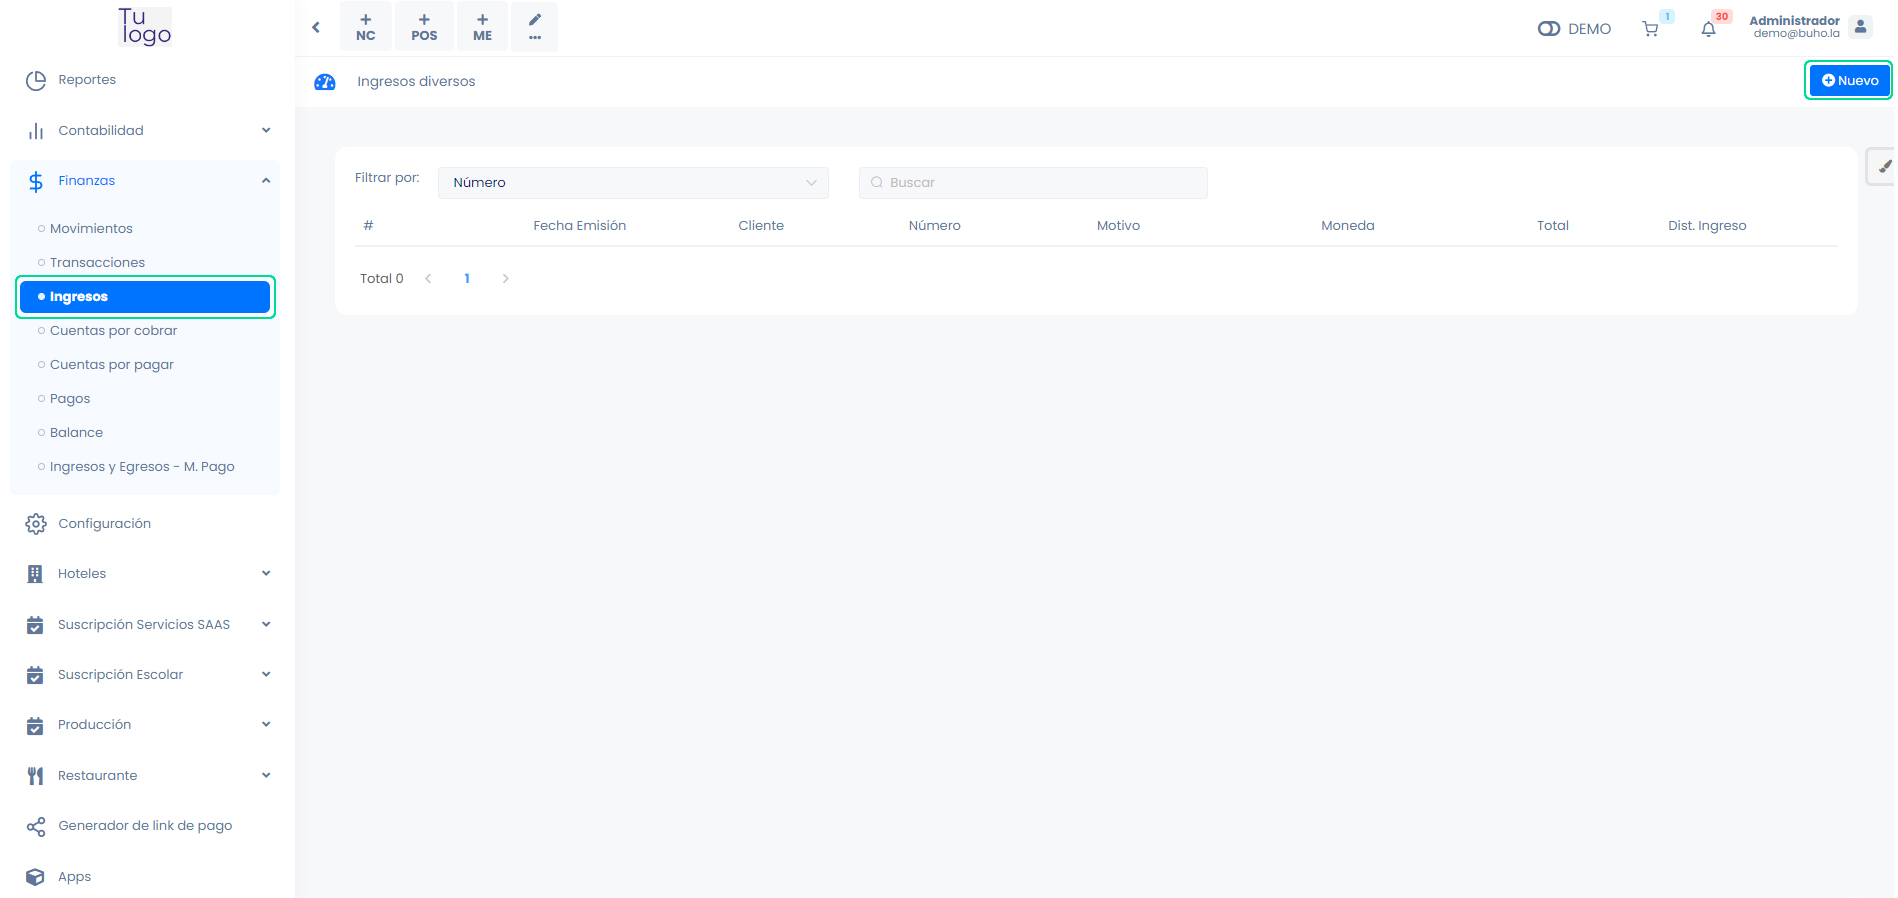 Tu
logo
NC
POS
ME
...
DEMO
1
30
Administrador
demo@buho.la
Reportes
Contabilidad
Finanzas
Movimientos
Transacciones
Ingresos
Cuentas por cobrar
Cuentas por pagar
Pagos
Balance
Ingresos y Egresos - M. Pago
Configuración
Hoteles
Suscripción Servicios SAAS
Suscripción Escolar
Producción
Restaurante
Generador de link de pago
Apps
Ingresos diversos
Nuevo
Filtrar por: Número Buscar
# Fecha Emisión Cliente Número Motivo Moneda Total Dist. Ingreso
Total 0 < 1 >